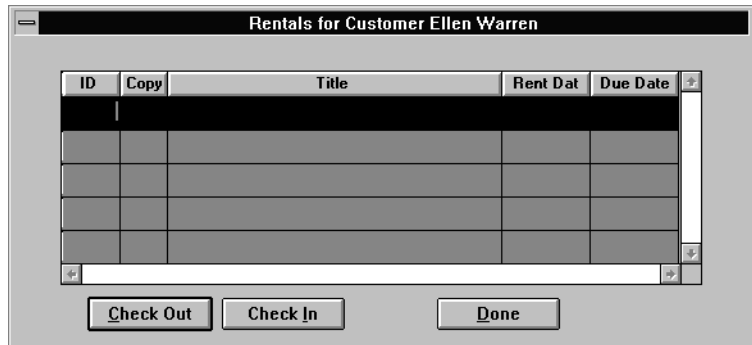 Rentals for Customer Ellen Warren
ID Copy Title Rent Dat Due Date
Check Out Check In Done